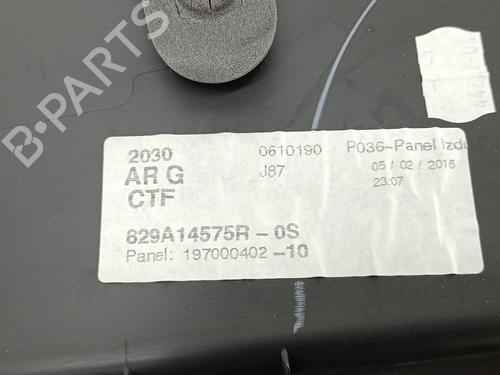 2030 0610190 P036-Panel Izdo
AR G J87 05/02/2016
CTF 23:07
829A14575R-0S
Panel: 197000402-10
B-PARTS